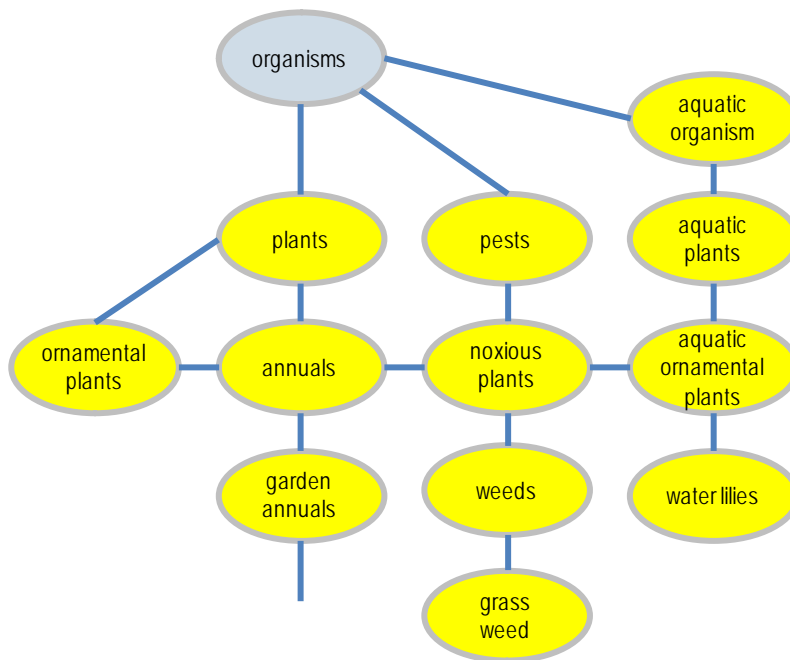 organisms
aquatic
organism
plants
pests
aquatic
plants
ornamental
plants
annuals
noxious
plants
aquatic
ornamental
plants
garden
annuals
weeds
water lilies
grass
weed